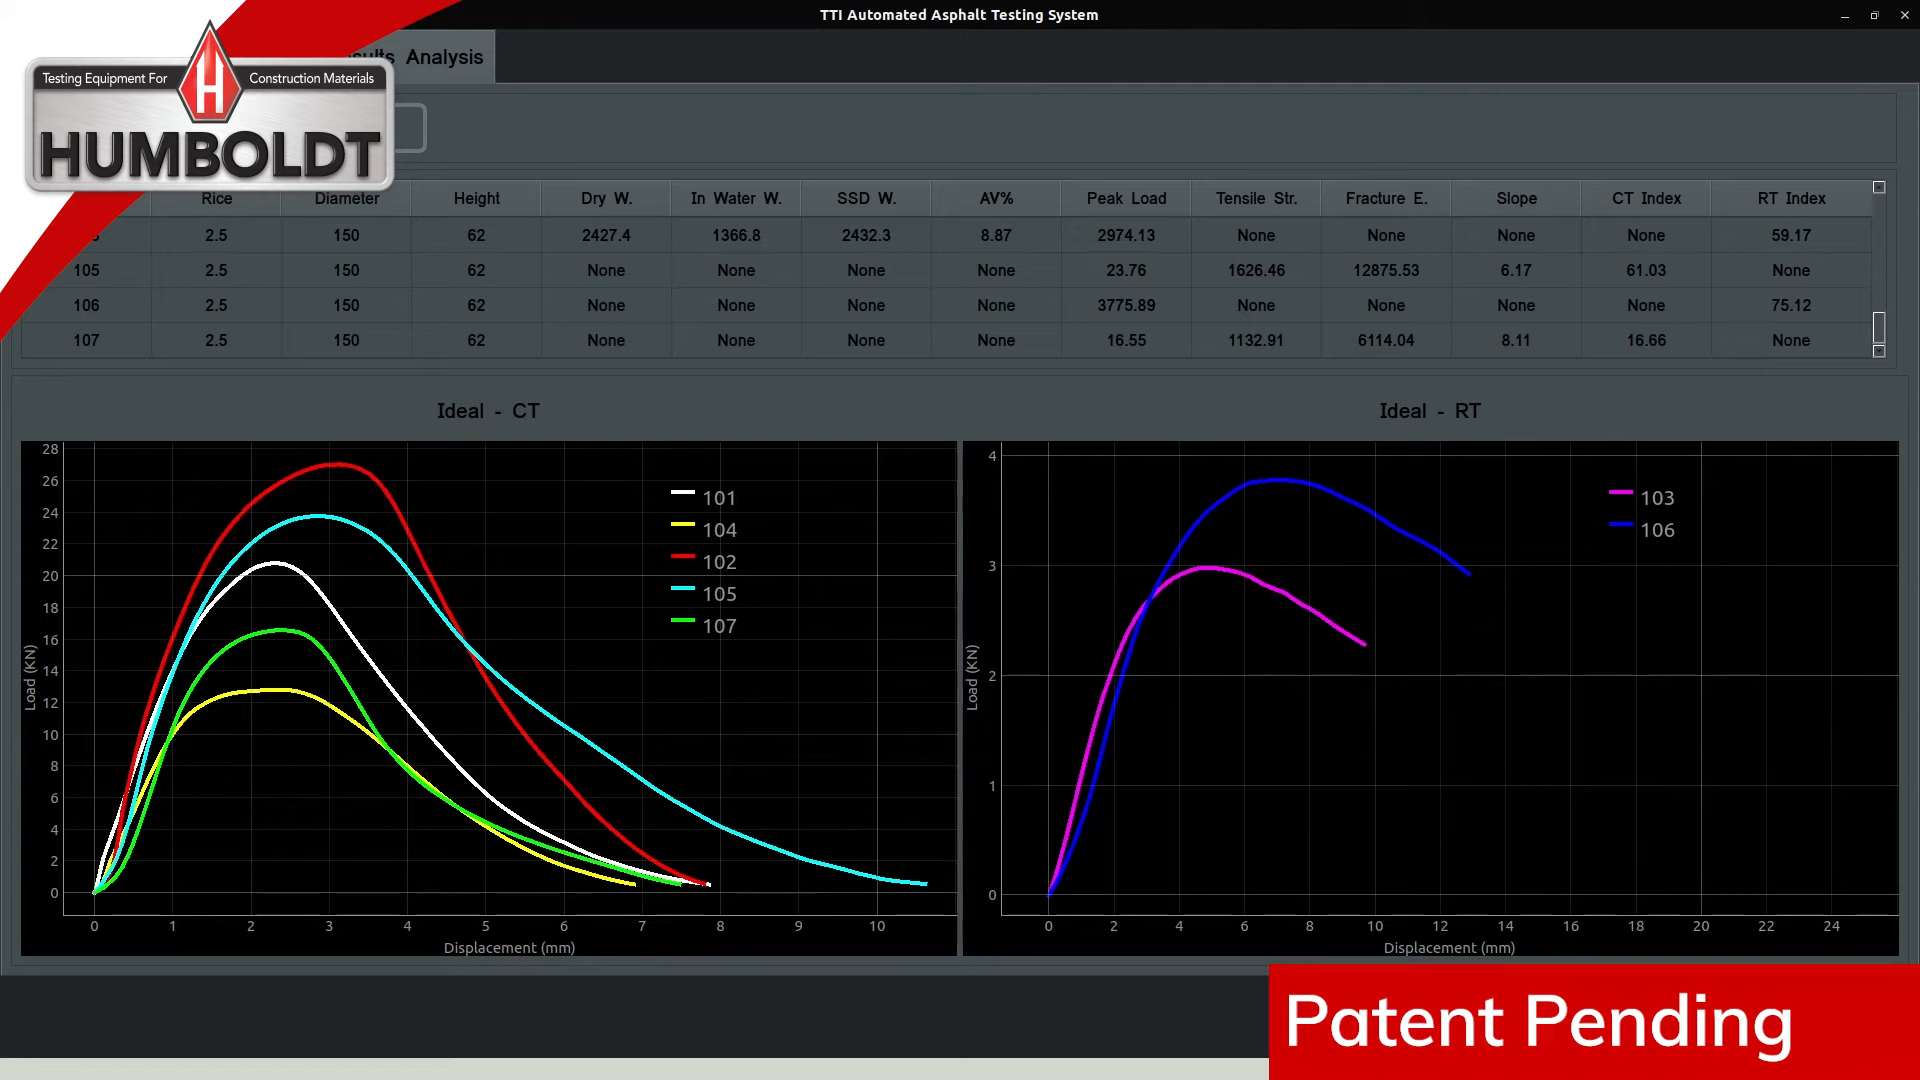 TTI Automated Asphalt Testing System
Testing Equipment For Construction Materials
HUMBOLDT
Analysis
Rice Diameter Height Dry W. In Water W. SSD W. AV% Peak Load Tensile Str. Fracture E. Slope CT Index RT Index
2.5 150 62 2427.4 1366.8 2432.3 8.87 2974.13 None None None None 59.17
105 2.5 150 62 None None None None 23.76 1626.46 12875.53 6.17 61.03 None
106 2.5 150 62 None None None None 3775.89 None None None None 75.12
107 2.5 150 62 None None None None 16.55 1132.91 6114.04 8.11 16.66 None
Ideal - CT
28
26
24
22
20
18
16
14
12
10
8
6
4
2
0
Load (KN)
101
104
102
105
107
0 1 2 3 4 5 6 7 8 9 10
Displacement (mm)
Ideal - RT
4
3
2
1
0
Load (KN)
103
106
0 2 4 6 8 10 12 14 16 18 20 22 24
Displacement (mm)
Patent Pending